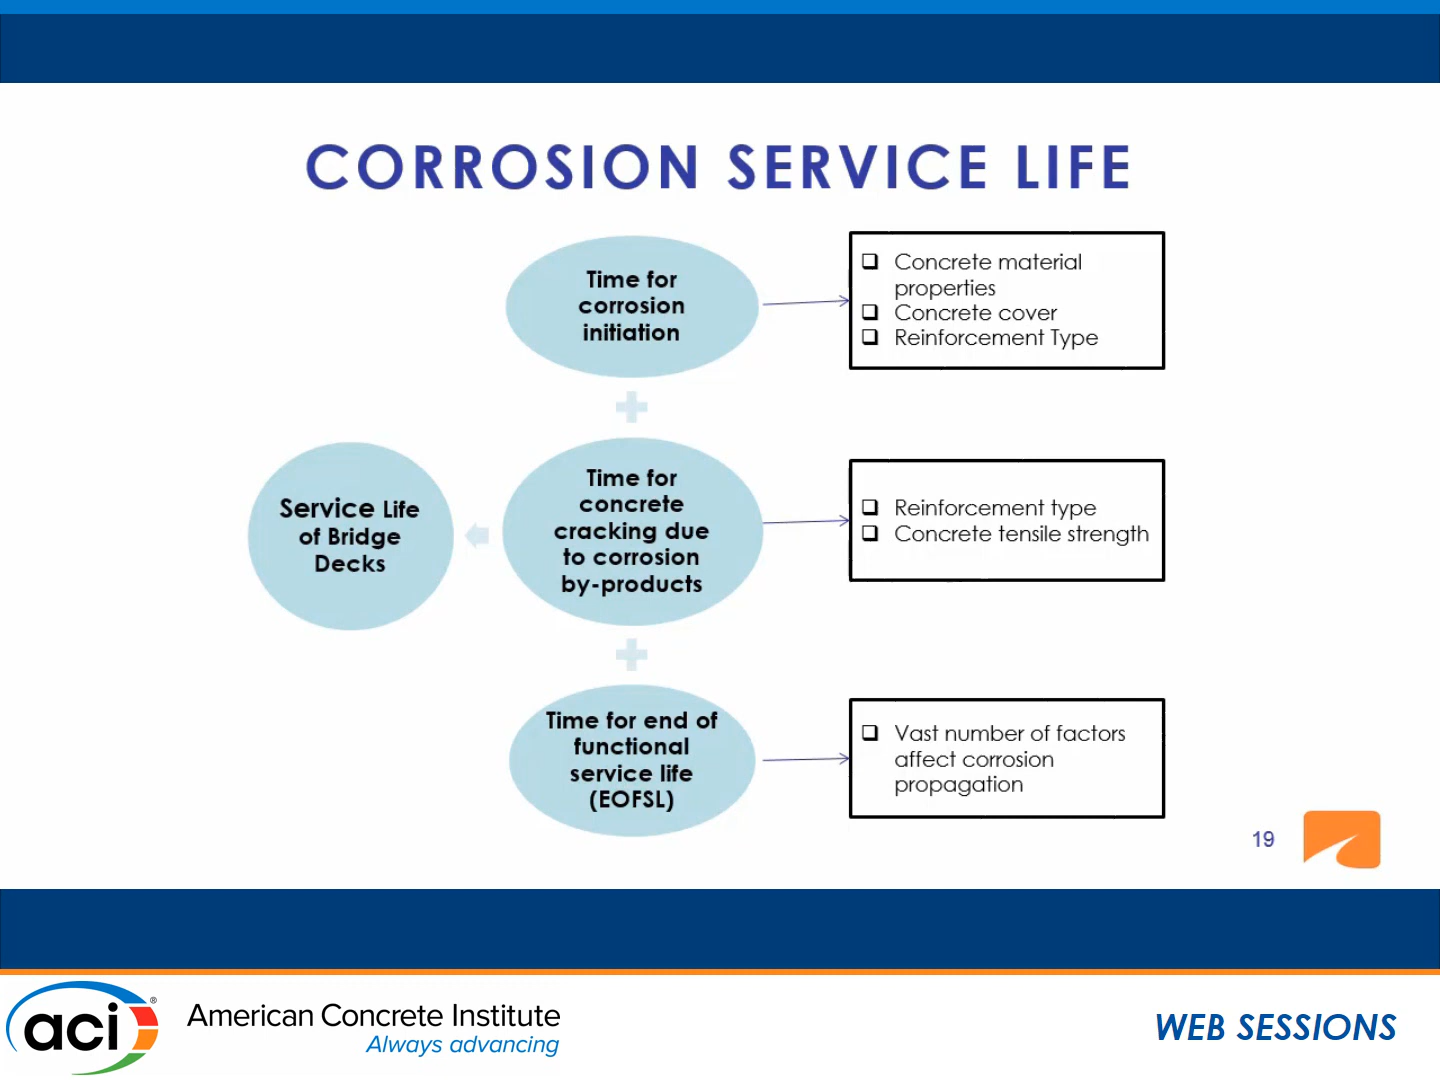 CORROSION SERVICE LIFE
Time for
corrosion
initiation
❑ Concrete material
properties
❑ Concrete cover
❑ Reinforcement Type
Service Life
of Bridge
Decks
Time for
concrete
cracking due
to corrosion
by-products
❑ Reinforcement type
❑ Concrete tensile strength
Time for end of
functional
service life
(EOFSL)
❑ Vast number of factors
affect corrosion
propagation
19
aci®
American Concrete Institute
Always advancing
WEB SESSIONS